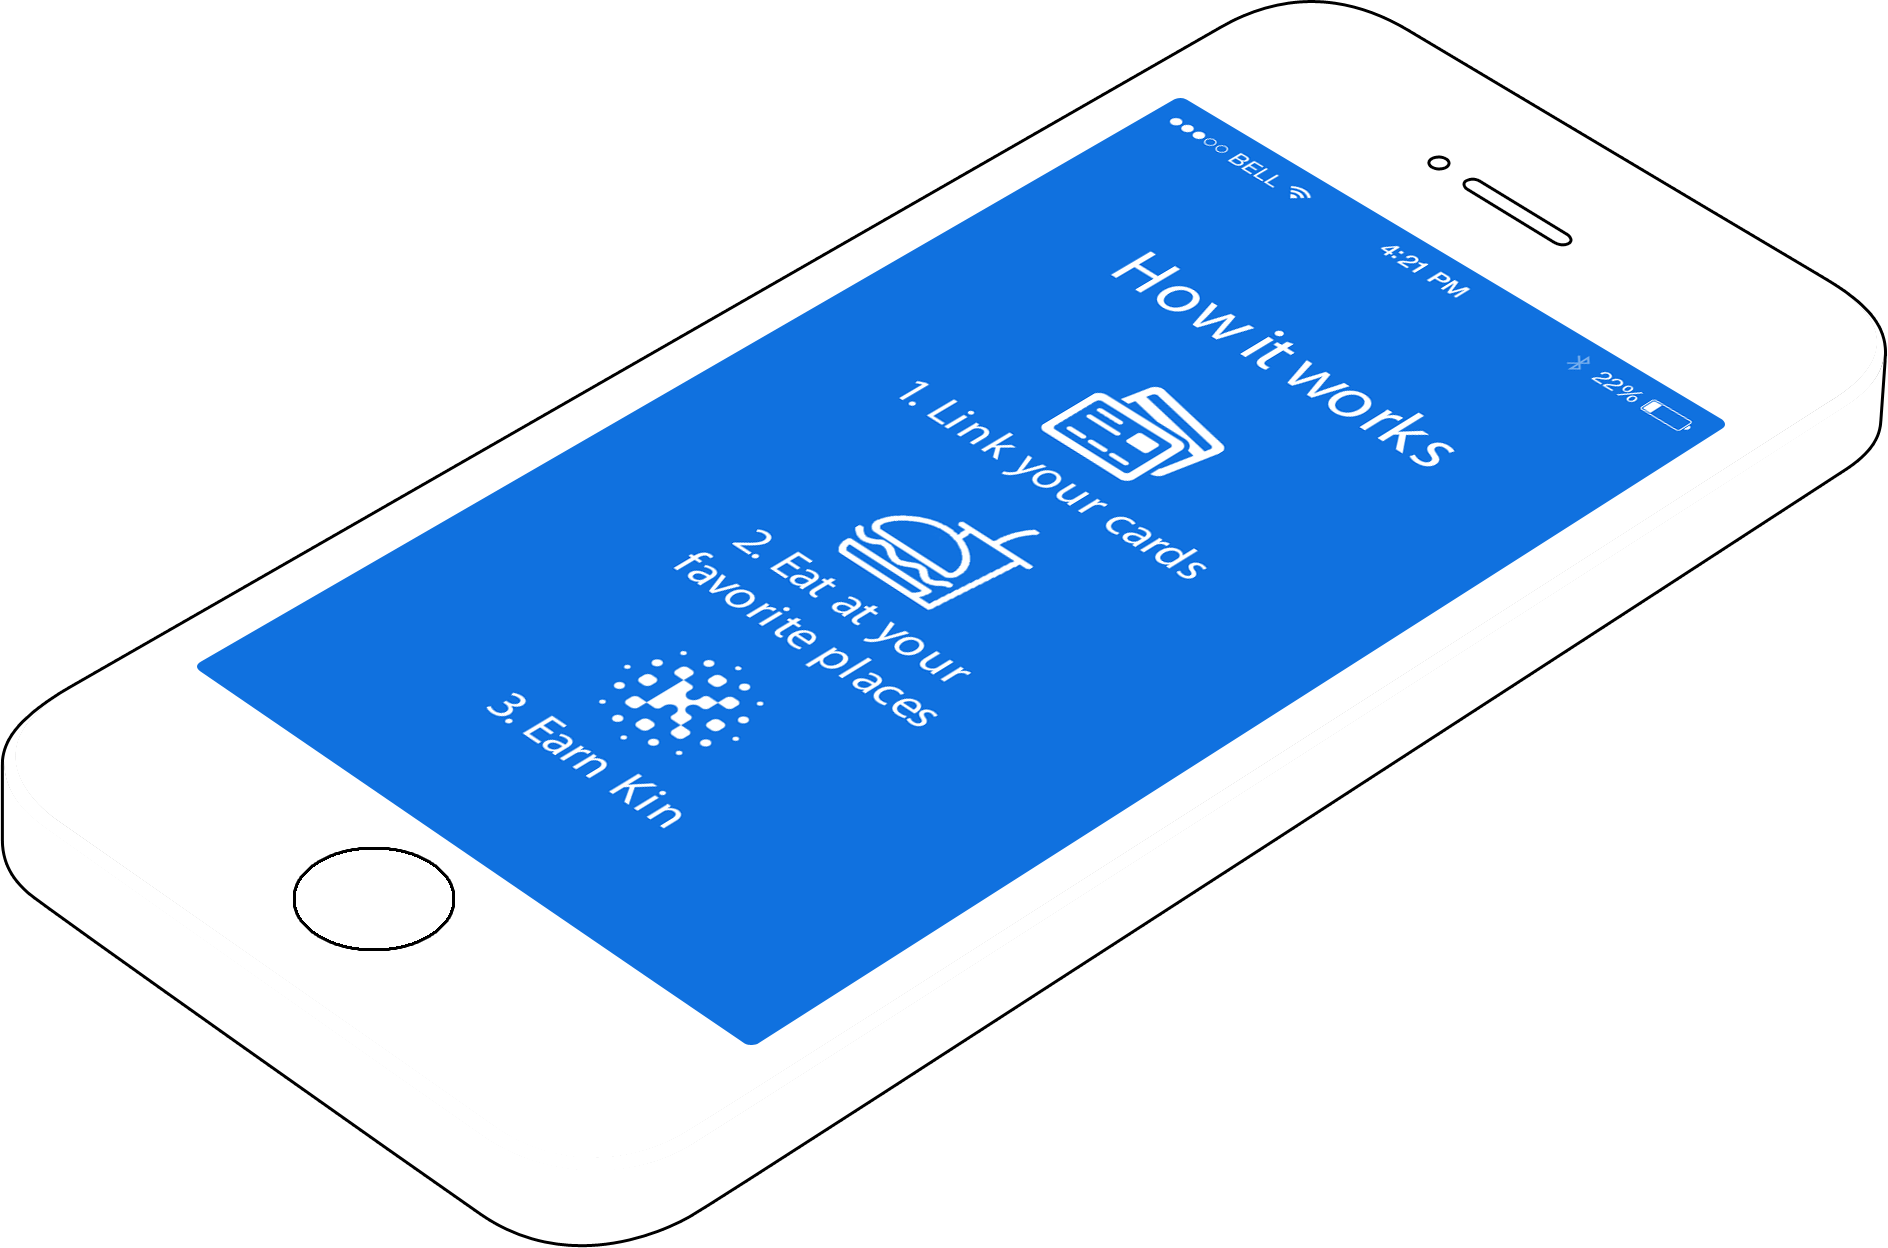 BELL
4:21 PM
22%
How it works
1. Link your cards
2. Eat at your
favorite places
3. Earn Kin